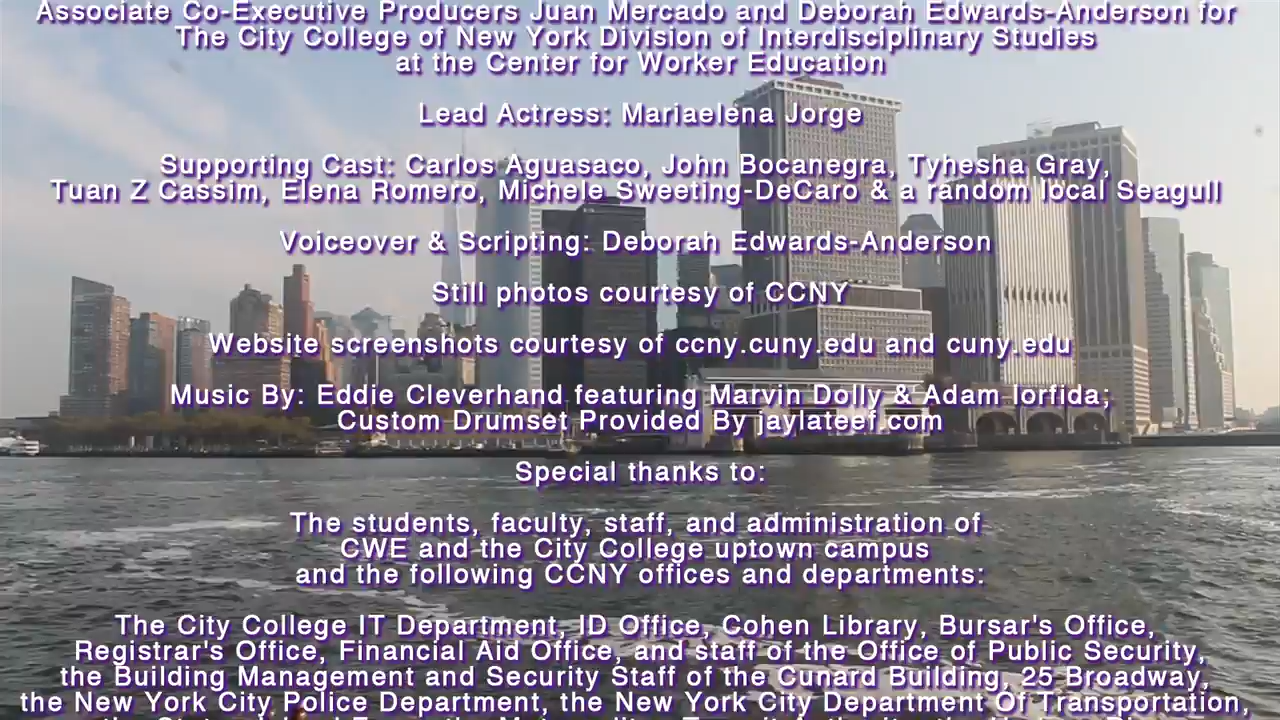 Associate Co-Executive Producers Juan Mercado and Deborah Edwards-Anderson for
The City College of New York Division of Interdisciplinary Studies
at the Center for Worker Education
Lead Actress: Mariaelena Jorge
Supporting Cast: Carlos Aguasaco, John Bocanegra, Tyhesha Gray,
Tuan Z Cassim, Elena Romero, Michele Sweeting-DeCaro & a random local Seagull
Voiceover & Scripting: Deborah Edwards-Anderson
Still photos courtesy of CCNY
Website screenshots courtesy of ccny.cuny.edu and cuny.edu
Music By: Eddie Cleverhand featuring Marvin Dolly & Adam Iorfida;
Custom Drumset Provided By jaylateef.com
Special thanks to:
The students, faculty, staff, and administration of
CWE and the City College uptown campus
and the following CCNY offices and departments:
The City College IT Department, ID Office, Cohen Library, Bursar's Office,
Registrar's Office, Financial Aid Office, and staff of the Office of Public Security,
the Building Management and Security Staff of the Cunard Building, 25 Broadway,
the New York City Police Department, the New York City Department Of Transportation,